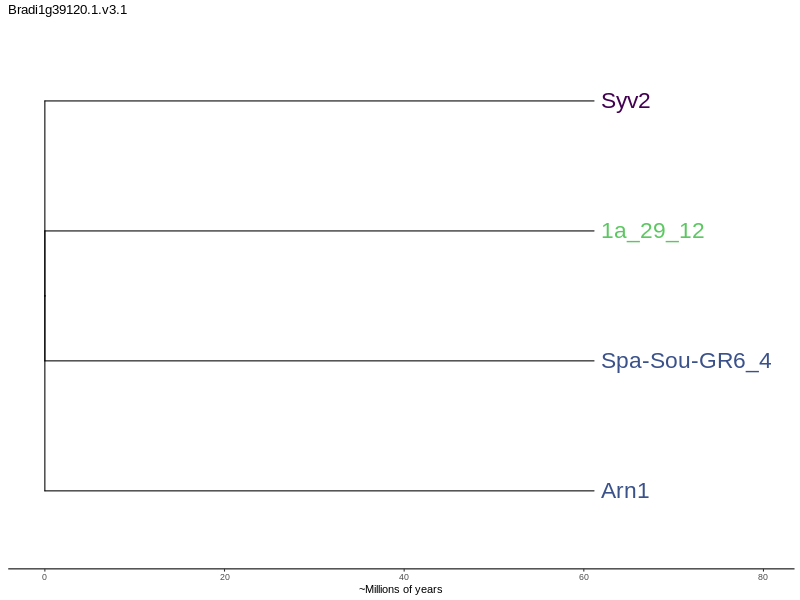 Bradi1g39120.1.v3.1
Syv2
1a_29_12
Spa-Sou-GR6_4
Arn1
0 20 40 60 80
~Millions of years